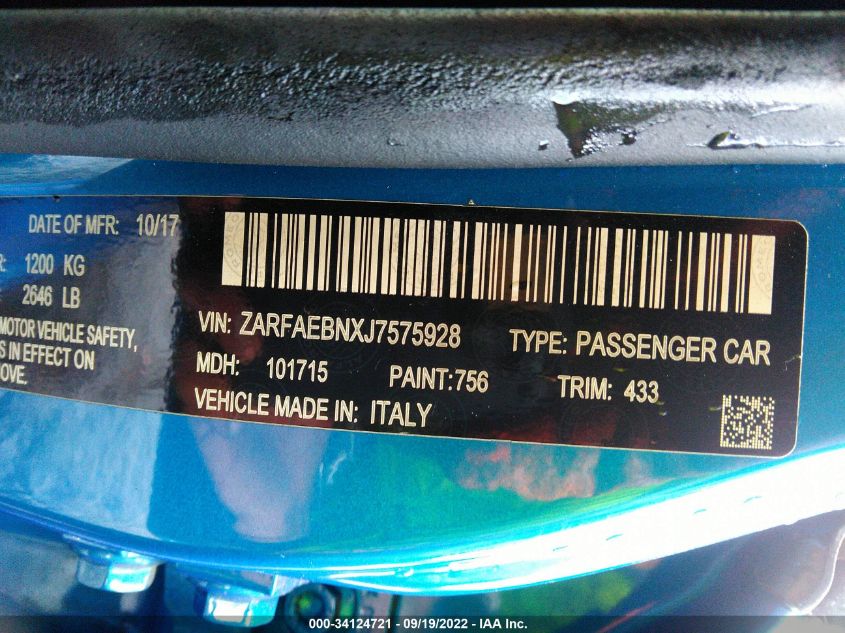 DATE OF MFR: 10/17
R: 1200 KG
2646 LB
MOTOR VEHICLE SAFETY,
S IN EFFECT ON
OVE.
VIN: ZARFAEBNXJ7575928
TYPE: PASSENGER CAR
MDH: 101715 PAINT:756 TRIM: 433
VEHICLE MADE IN: ITALY
000-34124721 - 09/19/2022 - IAA Inc.